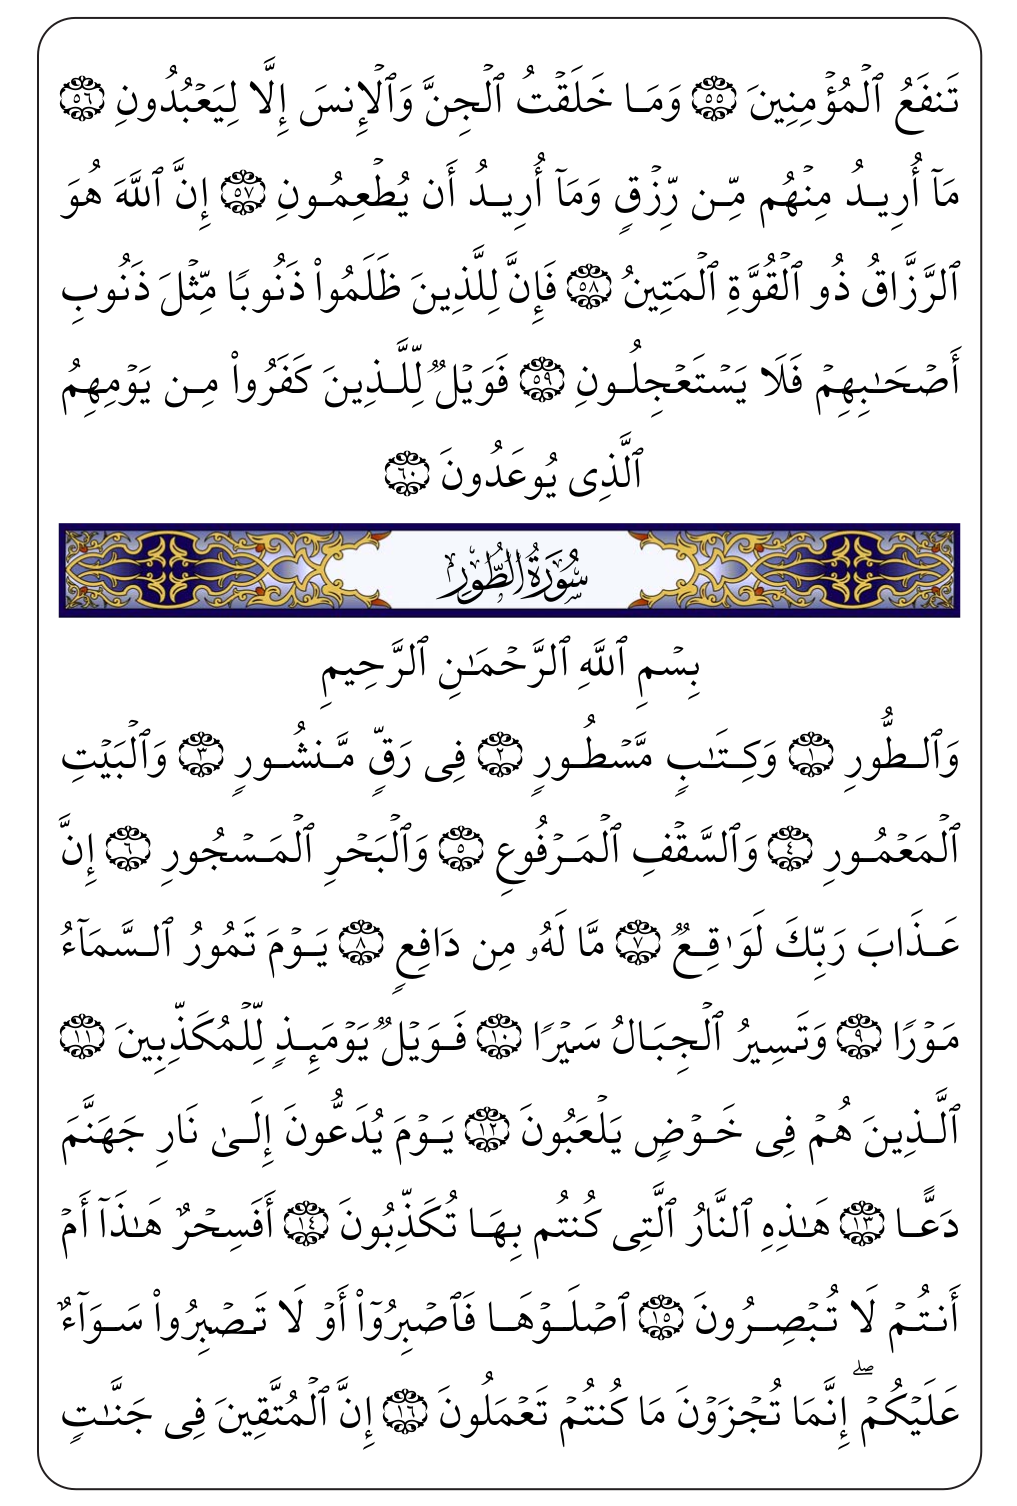 تَنفَعُ ٱلۡمُؤۡمِنِينَ ٥٥ وَمَا خَلَقۡتُ ٱلۡجِنَّ وَٱلۡإِنسَ إِلَّا لِيَعۡبُدُونِ ٥٦
مَآ أُرِيدُ مِنۡهُم مِّن رِّزۡقٖ وَمَآ أُرِيدُ أَن يُطۡعِمُونِ ٥٧ إِنَّ ٱللَّهَ هُوَ
ٱلرَّزَّاقُ ذُو ٱلۡقُوَّةِ ٱلۡمَتِينُ ٥٨ فَإِنَّ لِلَّذِينَ ظَلَمُواْ ذَنُوبٗا مِّثۡلَ ذَنُوبِ
أَصۡحَٰبِهِمۡ فَلَا يَسۡتَعۡجِلُونِ ٥٩ فَوَيۡلٞ لِّلَّذِينَ كَفَرُواْ مِن يَوۡمِهِمُ
ٱلَّذِي يُوعَدُونَ ٦٠
سُورَةُ الطُّورِ
بِسۡمِ ٱللَّهِ ٱلرَّحۡمَٰنِ ٱلرَّحِيمِ
وَٱلطُّورِ ١ وَكِتَٰبٖ مَّسۡطُورٖ ٢ فِي رَقّٖ مَّنشُورٖ ٣ وَٱلۡبَيۡتِ
ٱلۡمَعۡمُورِ ٤ وَٱلسَّقۡفِ ٱلۡمَرۡفُوعِ ٥ وَٱلۡبَحۡرِ ٱلۡمَسۡجُورِ ٦ إِنَّ
عَذَابَ رَبِّكَ لَوَٰقِعٞ ٧ مَّا لَهُۥ مِن دَافِعٖ ٨ يَوۡمَ تَمُورُ ٱلسَّمَآءُ
مَوۡرٗا ٩ وَتَسِيرُ ٱلۡجِبَالُ سَيۡرٗا ١٠ فَوَيۡلٞ يَوۡمَئِذٖ لِّلۡمُكَذِّبِينَ ١١
ٱلَّذِينَ هُمۡ فِي خَوۡضٖ يَلۡعَبُونَ ١٢ يَوۡمَ يُدَعُّونَ إِلَىٰ نَارِ جَهَنَّمَ
دَعًّا ١٣ هَٰذِهِ ٱلنَّارُ ٱلَّتِي كُنتُم بِهَا تُكَذِّبُونَ ١٤ أَفَسِحۡرٌ هَٰذَآ أَمۡ
أَنتُمۡ لَا تُبۡصِرُونَ ١٥ ٱصۡلَوۡهَا فَٱصۡبِرُوٓاْ أَوۡ لَا تَصۡبِرُواْ سَوَآءٌ
عَلَيۡكُمۡۖ إِنَّمَا تُجۡزَوۡنَ مَا كُنتُمۡ تَعۡمَلُونَ ١٦ إِنَّ ٱلۡمُتَّقِينَ فِي جَنَّٰتٖ